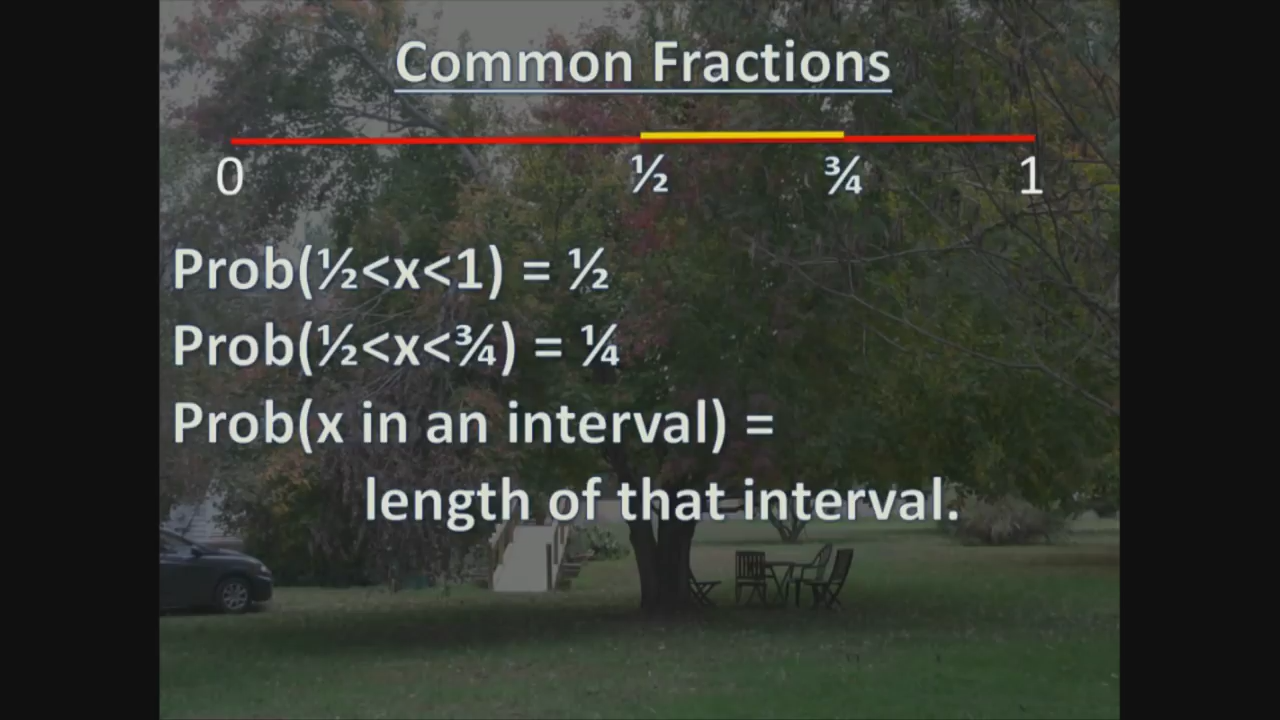 Common Fractions
0 ½ ¾ 1
Prob(½<x<1) = ½
Prob(½<x<¾) = ¼
Prob(x in an interval) =
length of that interval.